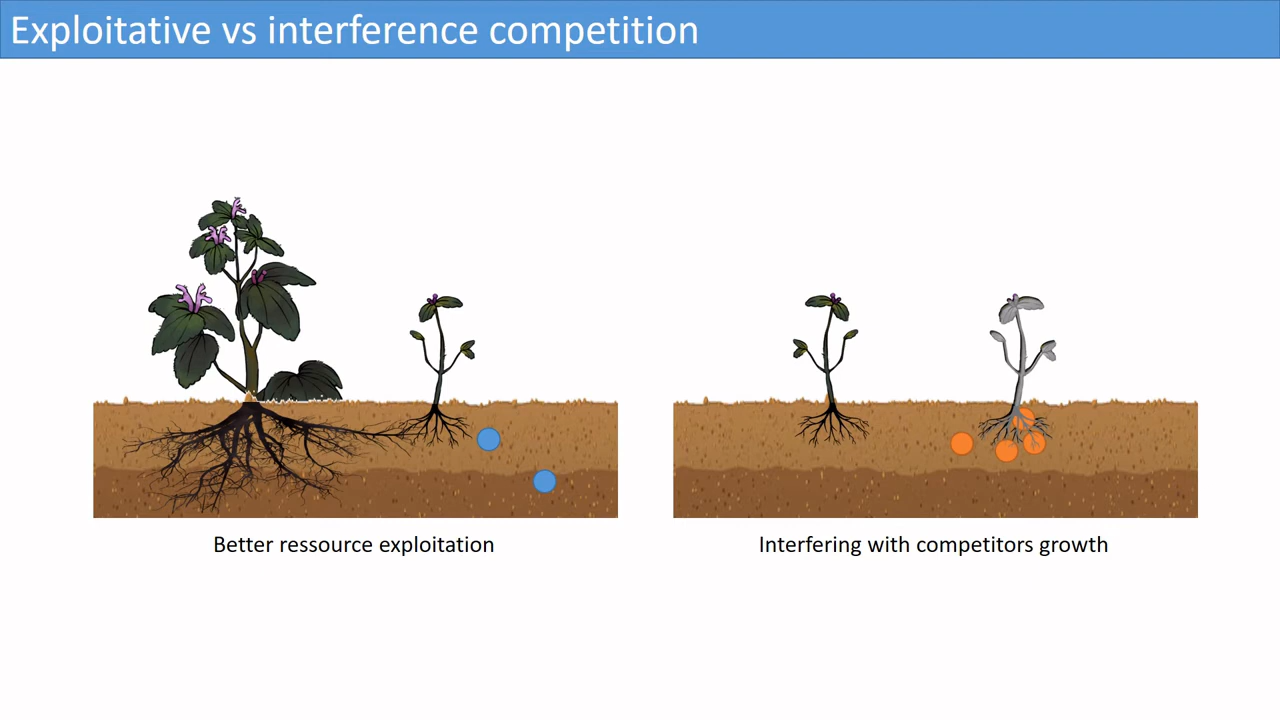 Exploitative vs interference competition
Better ressource exploitation
Interfering with competitors growth